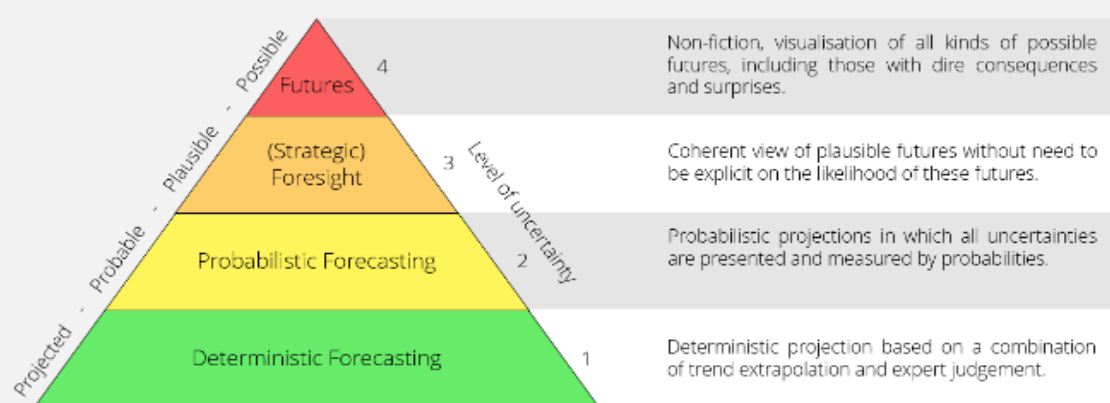 Projected - Probable - Plausible - Possible
Futures
4
Non-fiction, visualisation of all kinds of possible
futures, including those with dire consequences
and surprises.
(Strategic)
Foresight
3
Level of uncertainty
Coherent view of plausible futures without need to
be explicit on the likelihood of these futures.
Probabilistic Forecasting
2
Probabilistic projections in which all uncertainties
are presented and measured by probabilities.
Deterministic Forecasting
1
Deterministic projection based on a combination
of trend extrapolation and expert judgement.